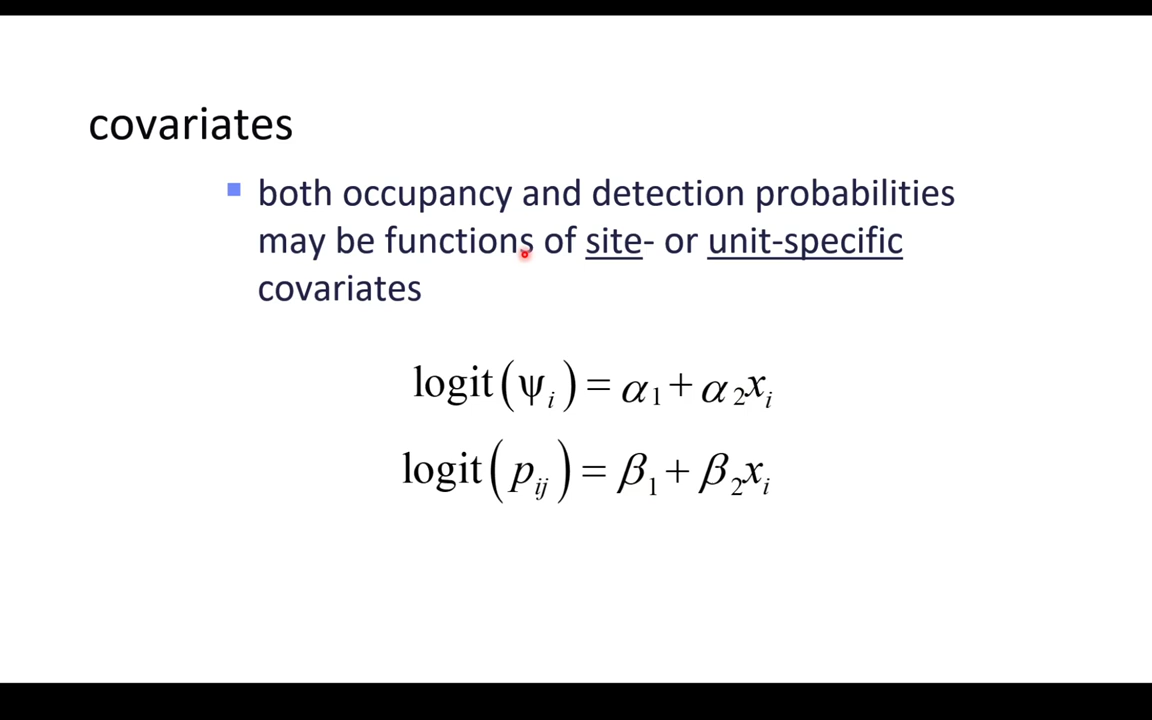 covariates
both occupancy and detection probabilities
may be functions of site- or unit-specific
covariates
logit(ψᵢ) = α₁ + α₂xᵢ
logit(pᵢⱼ) = β₁ + β₂xᵢ